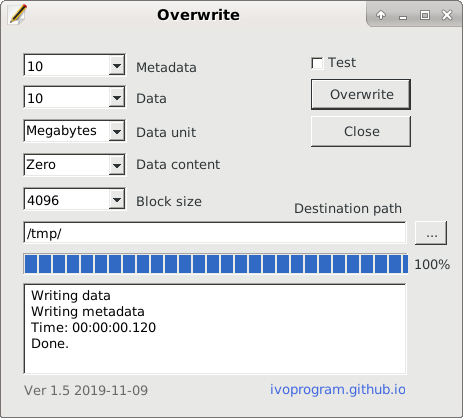 Overwrite
10 Metadata
Test
10 Data
Overwrite
Megabytes Data unit
Close
Zero Data content
4096 Block size
Destination path
/tmp/ ...
100%
Writing data
Writing metadata
Time: 00:00:00.120
Done.
Ver 1.5 2019-11-09 ivoprogram.github.io